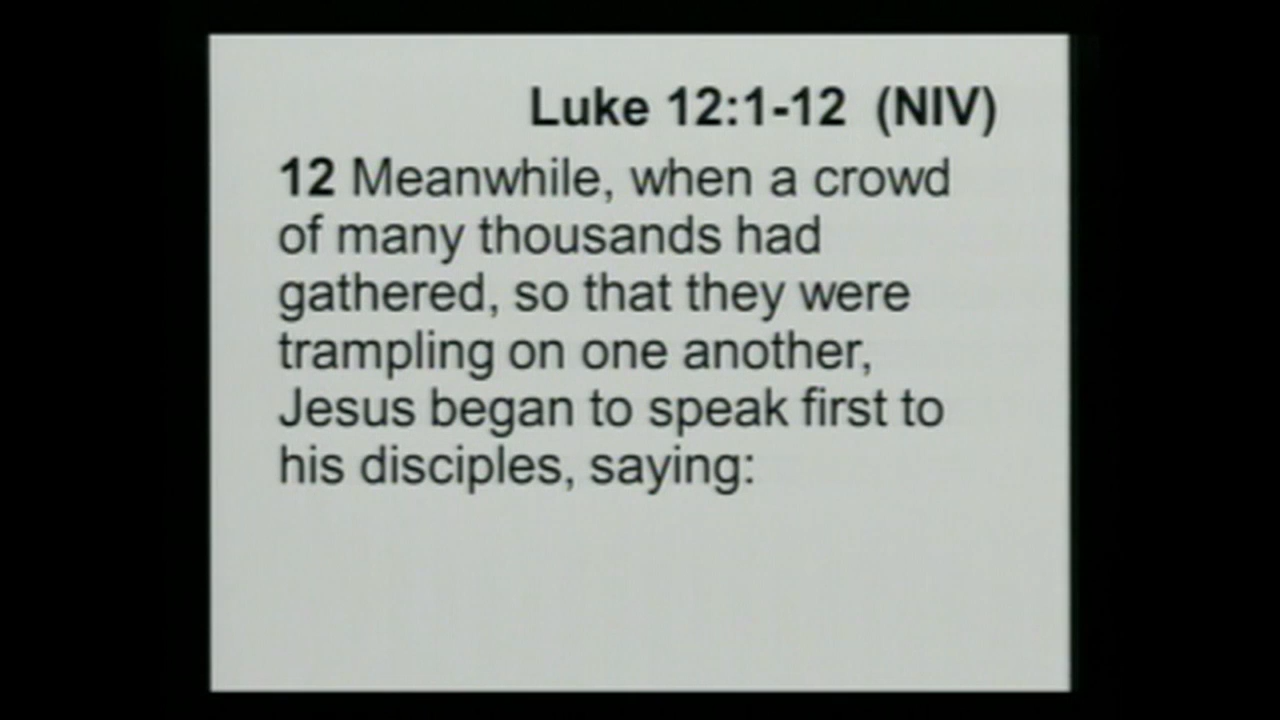 Luke 12:1-12 (NIV)
12 Meanwhile, when a crowd
of many thousands had
gathered, so that they were
trampling on one another,
Jesus began to speak first to
his disciples, saying: